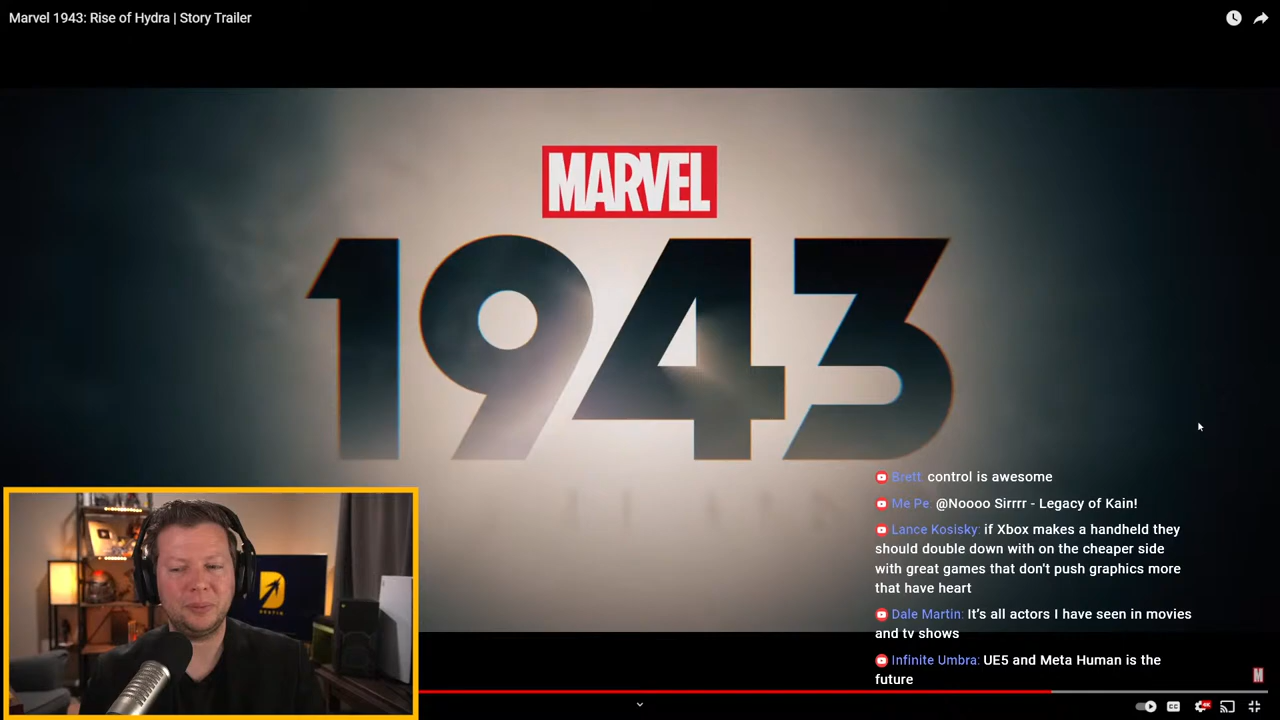 Marvel 1943: Rise of Hydra | Story Trailer
MARVEL
1943
Brett: control is awesome
Me Pe: @Noooo Sirrrr - Legacy of Kain!
Lance Kosisky: if Xbox makes a handheld they
should double down with on the cheaper side
with great games that don't push graphics more
that have heart
Dale Martin: It's all actors I have seen in movies
and tv shows
Infinite Umbra: UE5 and Meta Human is the
future
M
CC
4K